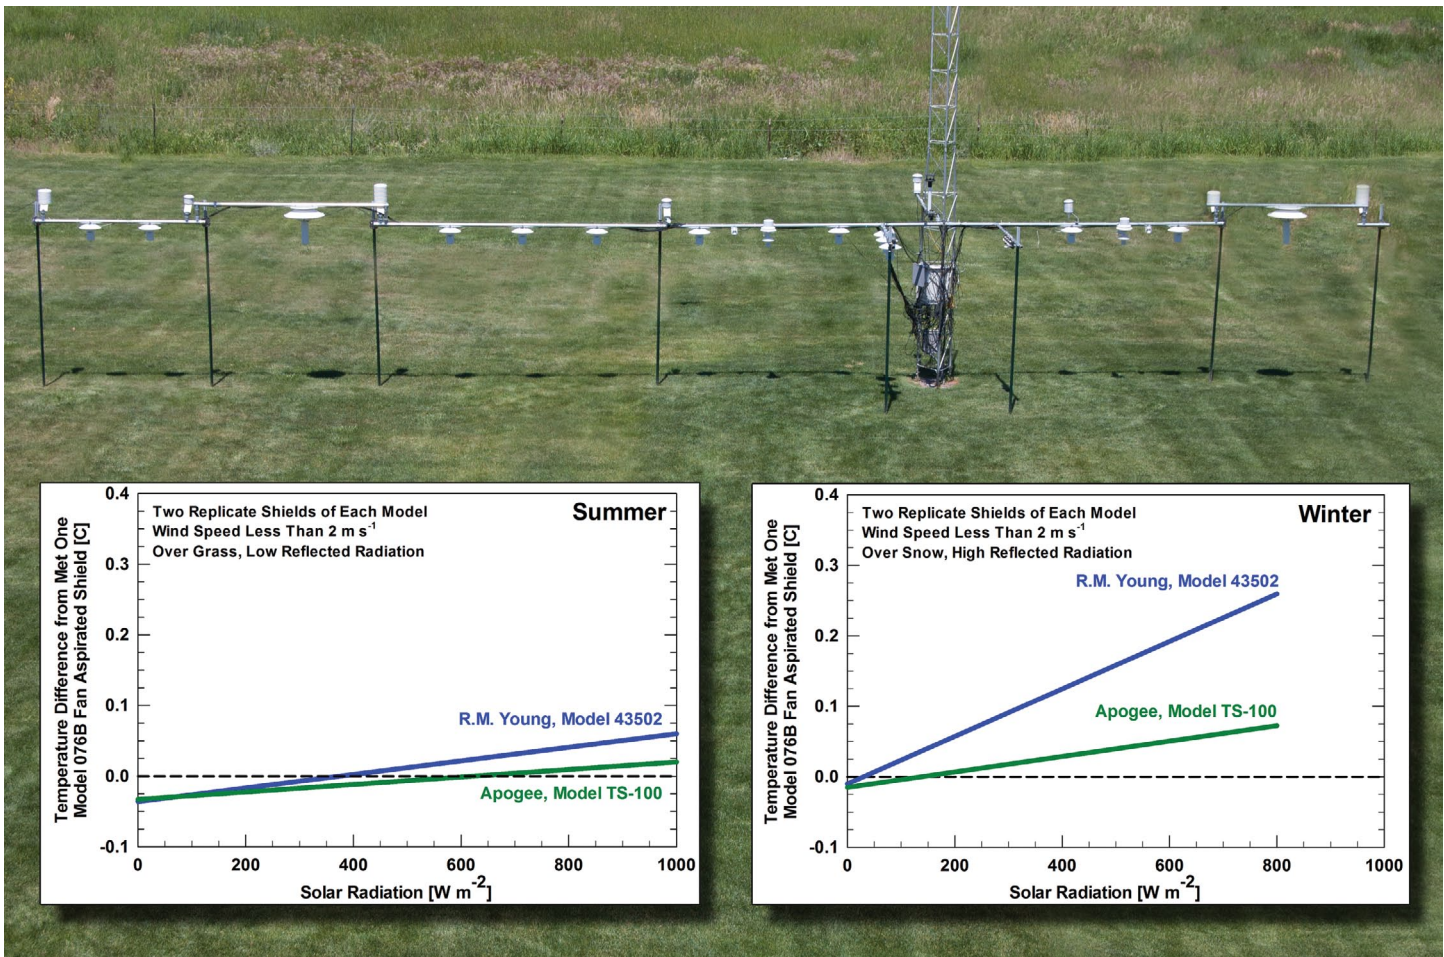 Summer
Two Replicate Shields of Each Model
Wind Speed Less Than 2 m s⁻¹
Over Grass, Low Reflected Radiation
Temperature Difference from Met One
Model 076B Fan Aspirated Shield [C]
0.4
0.3
0.2
0.1
0.0
-0.1
R.M. Young, Model 43502
Apogee, Model TS-100
0 200 400 600 800 1000
Solar Radiation [W m⁻²]
Winter
Two Replicate Shields of Each Model
Wind Speed Less Than 2 m s⁻¹
Over Snow, High Reflected Radiation
Temperature Difference from Met One
Model 076B Fan Aspirated Shield [C]
0.4
0.3
0.2
0.1
0.0
-0.1
R.M. Young, Model 43502
Apogee, Model TS-100
0 200 400 600 800 1000
Solar Radiation [W m⁻²]